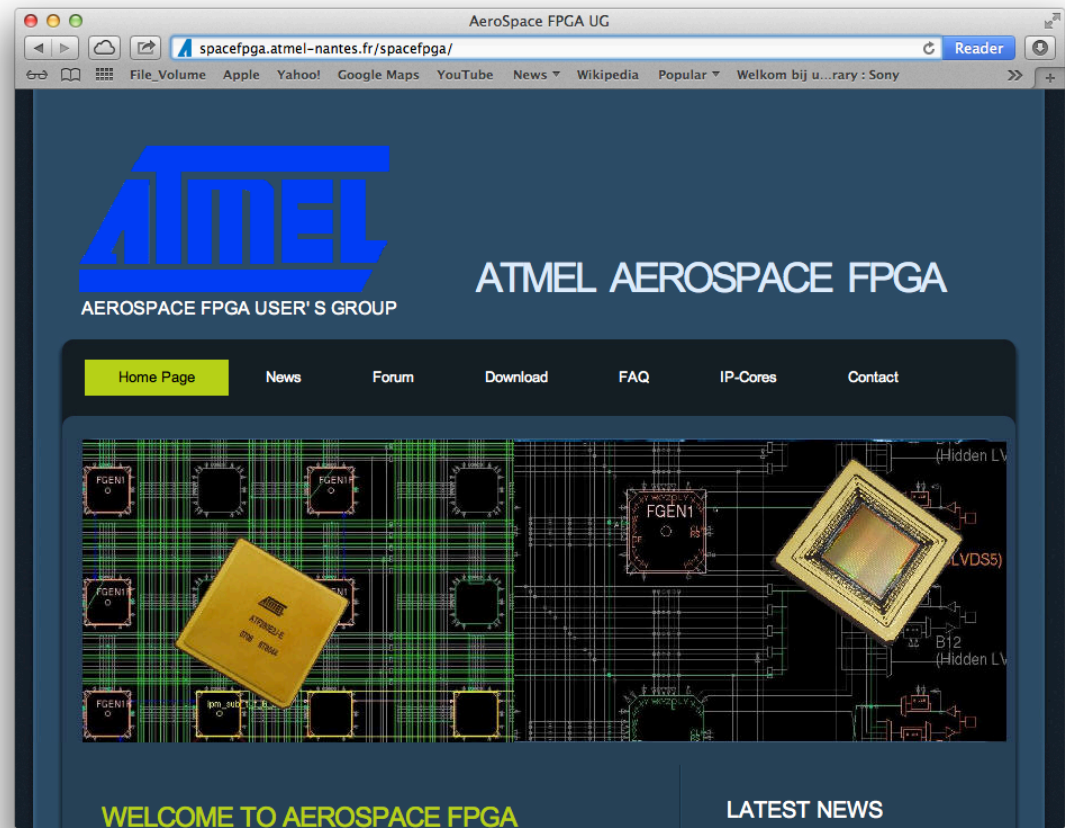 AeroSpace FPGA UG
spacefpga.atmel-nantes.fr/spacefpga/
Reader
File_Volume Apple Yahoo! Google Maps YouTube News Wikipedia Popular Welkom bij u...rary : Sony
ATMEL
AEROSPACE FPGA USER' S GROUP
ATMEL AEROSPACE FPGA
Home Page News Forum Download FAQ IP-Cores Contact
(Hidden LV
FGEN1
FGEN1
FGEN1
LVDS5)
FGEN1
ATMEL
B12
(Hidden LV
FGEN1
WELCOME TO AEROSPACE FPGA
LATEST NEWS